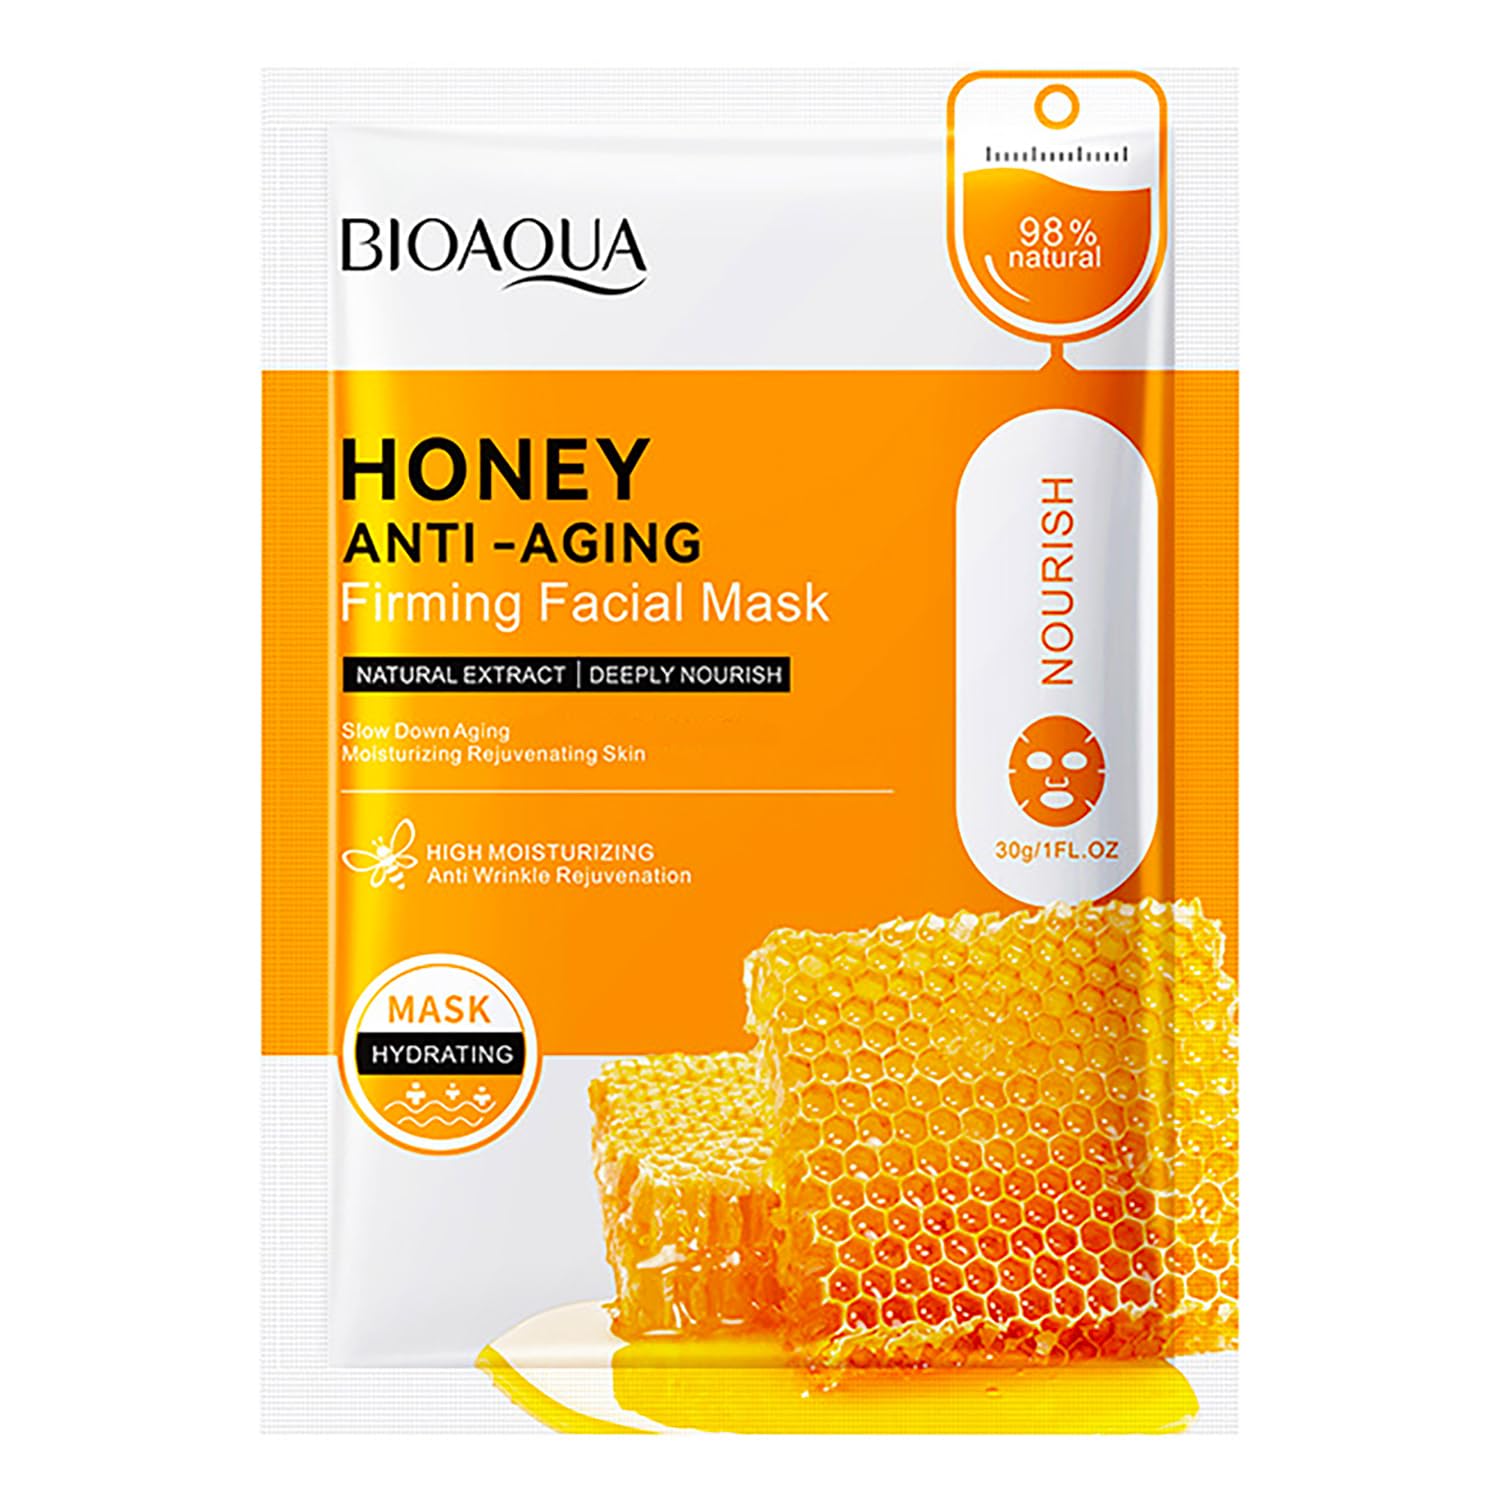 BIOAQUA
98%
natural
HONEY
ANTI -AGING
Firming Facial Mask
NATURAL EXTRACT | DEEPLY NOURISH
Slow Down Aging
Moisturizing Rejuvenating Skin
HIGH MOISTURIZING
Anti Wrinkle Rejuvenation
NOURISH
30g/1FL.OZ
MASK
HYDRATING